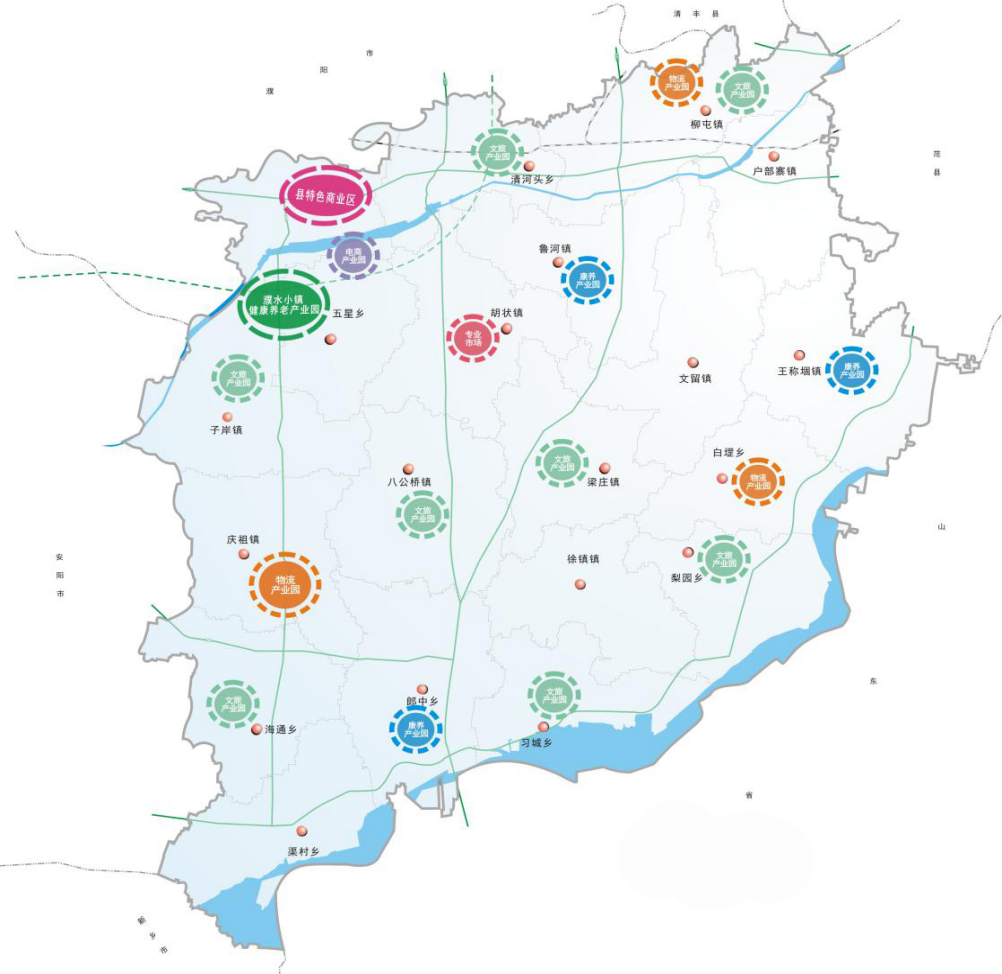 清丰县
市
阳
濮
物流
产业园
文旅
产业园
柳屯镇
文旅
产业园
清河头乡
户部寨镇
范
县
县特色商业区
电商
产业园
鲁河镇
康养
产业园
濮水小镇
健康养老产业园
五星乡
胡状镇
专业
市场
文留镇
王称堌镇
康养
产业园
文旅
产业园
子岸镇
八公桥镇
文旅
产业园
文旅
产业园
梁庄镇
白堽乡
物流
产业园
山
庆祖镇
物流
产业园
徐镇镇
梨园乡
文旅
产业园
安
阳
市
东
文旅
产业园
海通乡
郎中乡
康养
产业园
文旅
产业园
习城乡
省
渠村乡
新
乡
市